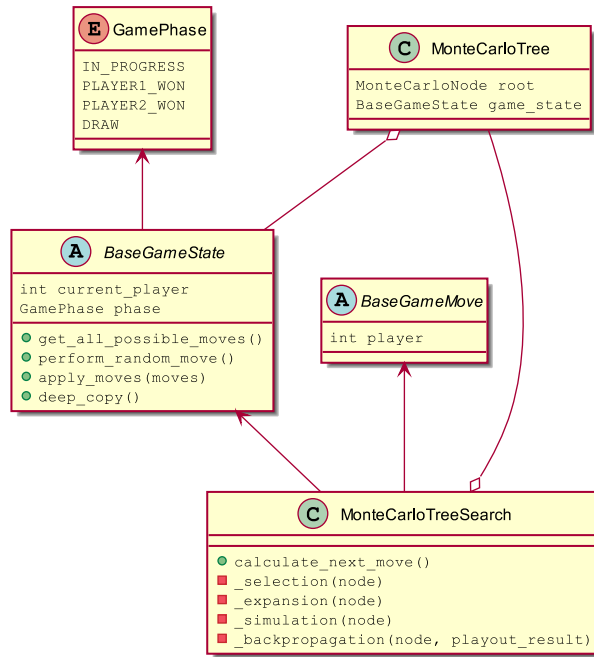 E GamePhase
IN_PROGRESS
PLAYER1_WON
PLAYER2_WON
DRAW
C MonteCarloTree
MonteCarloNode root
BaseGameState game_state
A BaseGameState
int current_player
GamePhase phase
get_all_possible_moves()
perform_random_move()
apply_moves(moves)
deep_copy()
A BaseGameMove
int player
C MonteCarloTreeSearch
calculate_next_move()
_selection(node)
_expansion(node)
_simulation(node)
_backpropagation(node, playout_result)